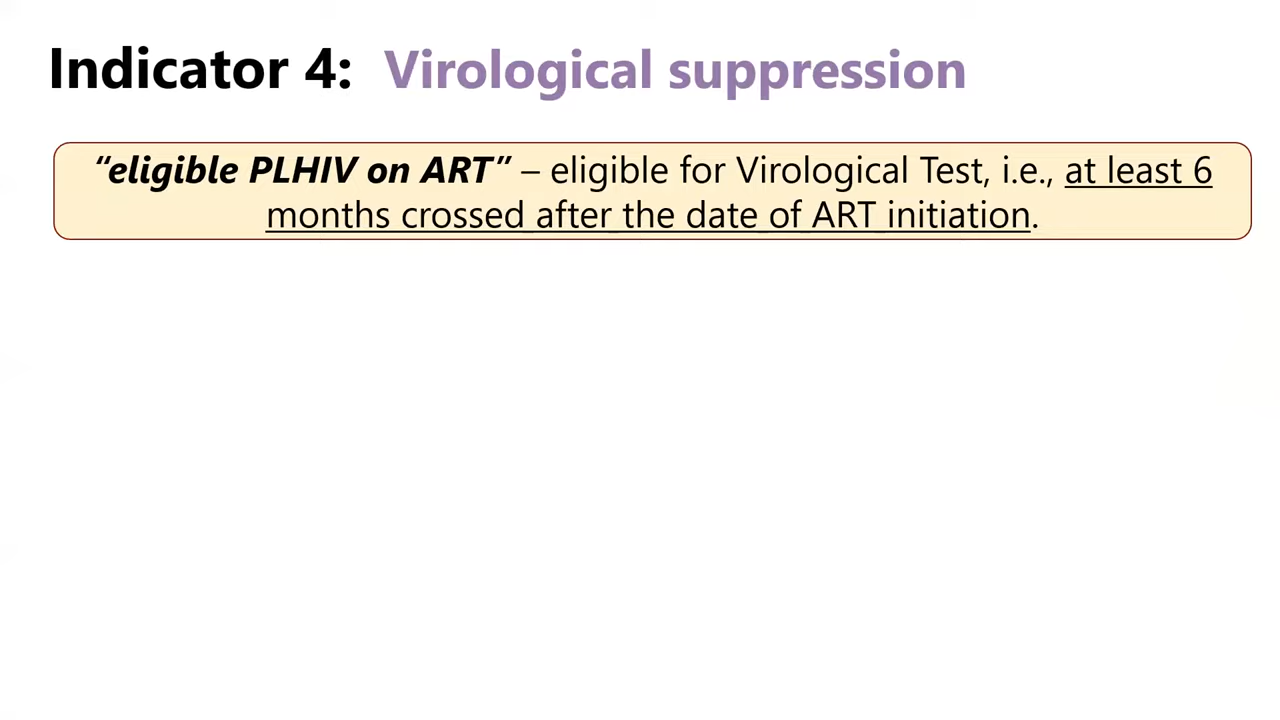 Indicator 4: Virological suppression
“eligible PLHIV on ART” – eligible for Virological Test, i.e., at least 6
months crossed after the date of ART initiation.